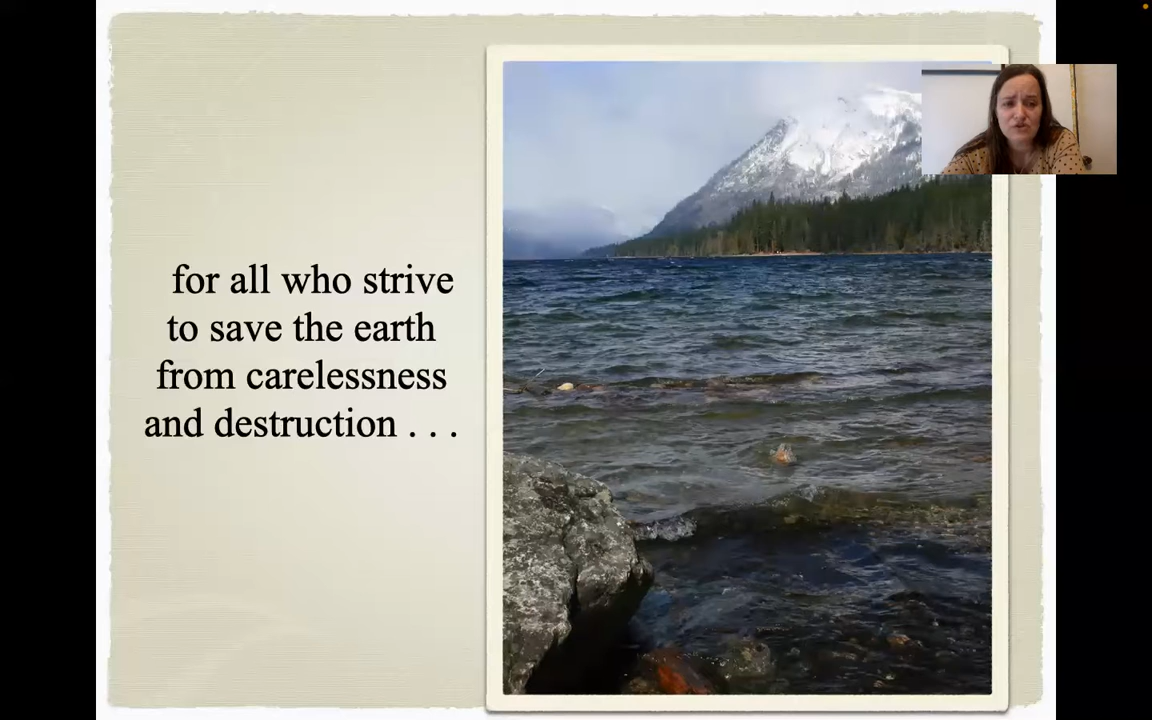 for all who strive
to save the earth
from carelessness
and destruction . . .